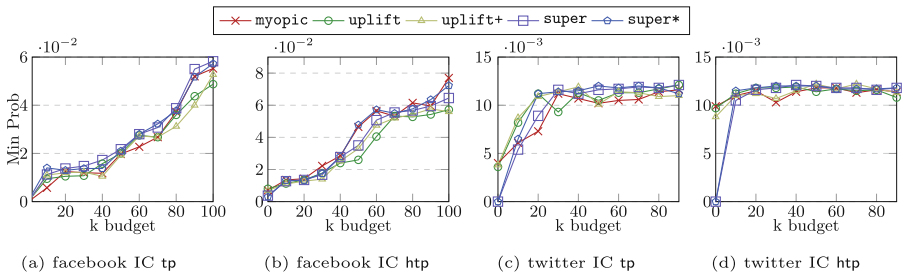 myopic uplift uplift+ super super*
·10⁻² ·10⁻² ·10⁻³ ·10⁻³
6 8 15 15
4 6 10 10
2 4 5 5
0 2 0 0
0
Min Prob
20 40 60 80 100 0 20 40 60 80 100 0 20 40 60 80 0 20 40 60 80
k budget k budget k budget k budget
(a) facebook IC tp (b) facebook IC htp (c) twitter IC tp (d) twitter IC htp